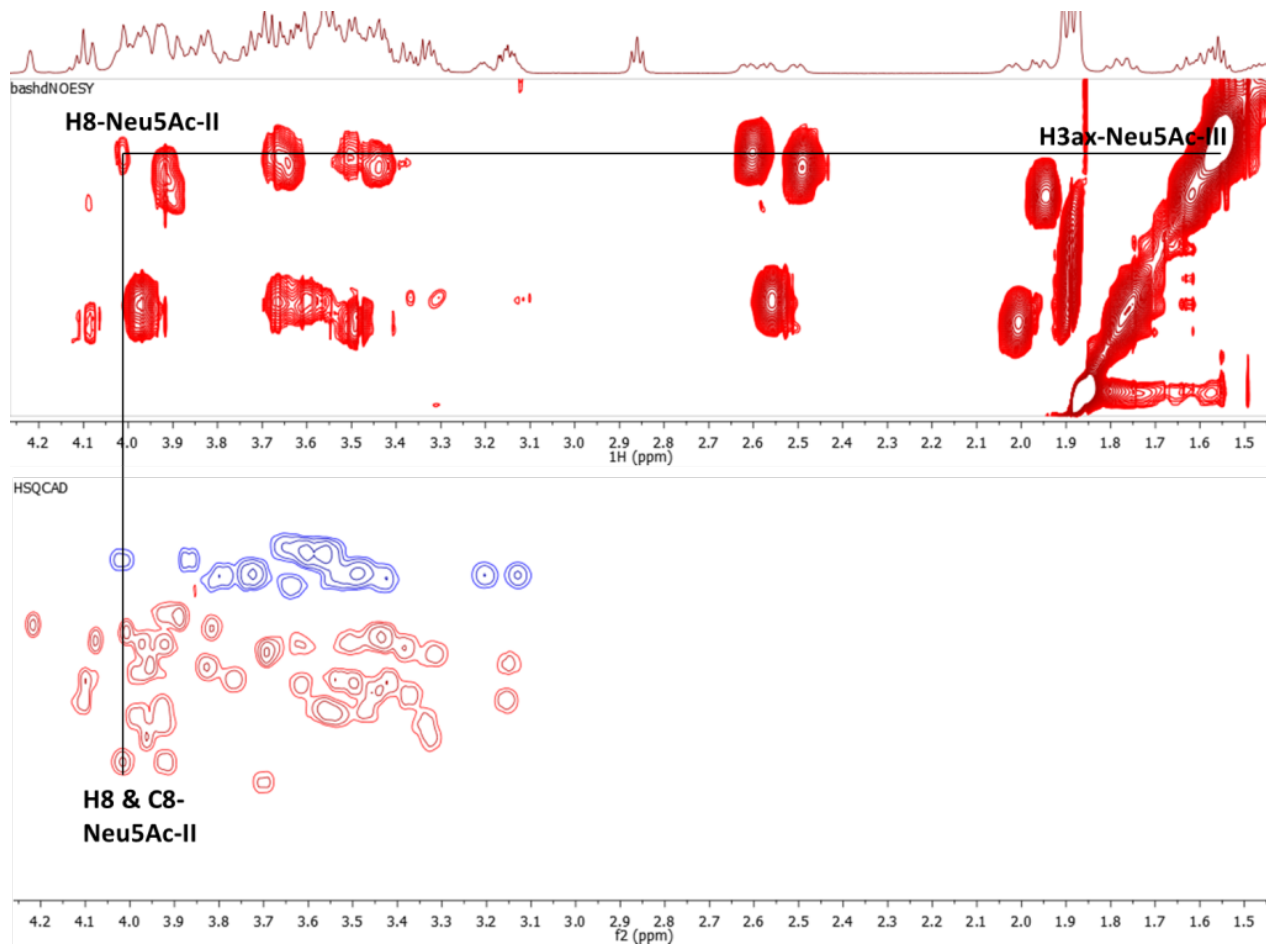 bashdNOESY
H8-Neu5Ac-II
H3ax-Neu5Ac-III
4.2 4.1 4.0 3.9 3.8 3.7 3.6 3.5 3.4 3.3 3.2 3.1 3.0 2.9 2.8 2.7 2.6 2.5 2.4 2.3 2.2 2.1 2.0 1.9 1.8 1.7 1.6 1.5
1H (ppm)
HSQCAD
H8 & C8-
Neu5Ac-II
4.2 4.1 4.0 3.9 3.8 3.7 3.6 3.5 3.4 3.3 3.2 3.1 3.0 2.9 2.8 2.7 2.6 2.5 2.4 2.3 2.2 2.1 2.0 1.9 1.8 1.7 1.6 1.5
f2 (ppm)